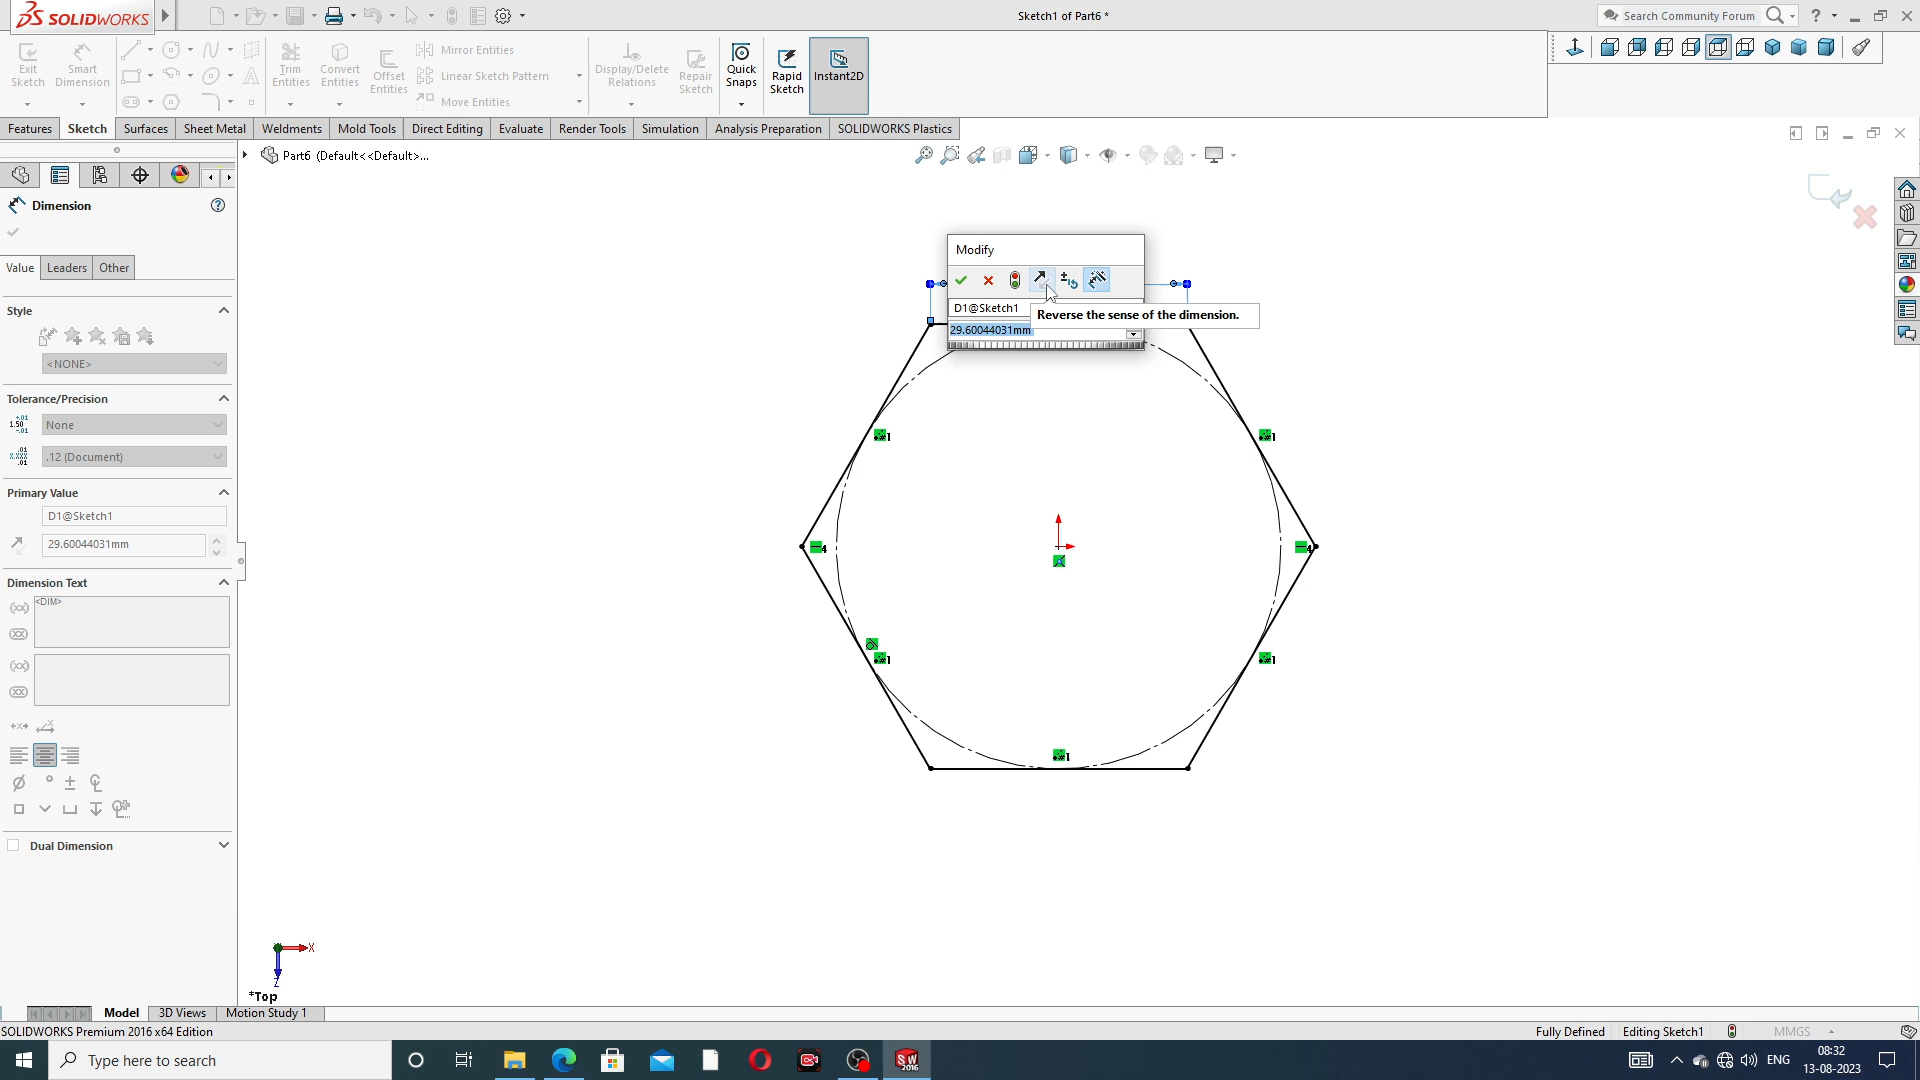 SOLIDWORKS
Sketch1 of Part6 *
Search Community Forum
Exit Sketch
Smart Dimension
Trim Entities
Convert Entities
Offset Entities
Mirror Entities
Linear Sketch Pattern
Move Entities
Display/Delete Relations
Repair Sketch
Quick Snaps
Rapid Sketch
Instant2D
Features
Sketch
Surfaces
Sheet Metal
Weldments
Mold Tools
Direct Editing
Evaluate
Render Tools
Simulation
Analysis Preparation
SOLIDWORKS Plastics
Part6 (Default<<Default>...
Dimension
Value
Leaders
Other
Style
<NONE>
Tolerance/Precision
None
.12 (Document)
Primary Value
D1@Sketch1
29.60044031mm
Dimension Text
<DIM>
Dual Dimension
Modify
D1@Sketch1
29.60044031mm
Reverse the sense of the dimension.
X
Z
*Top
Model
3D Views
Motion Study 1
SOLIDWORKS Premium 2016 x64 Edition
Fully Defined
Editing Sketch1
MMGS
Type here to search
ENG
08:32
13-08-2023